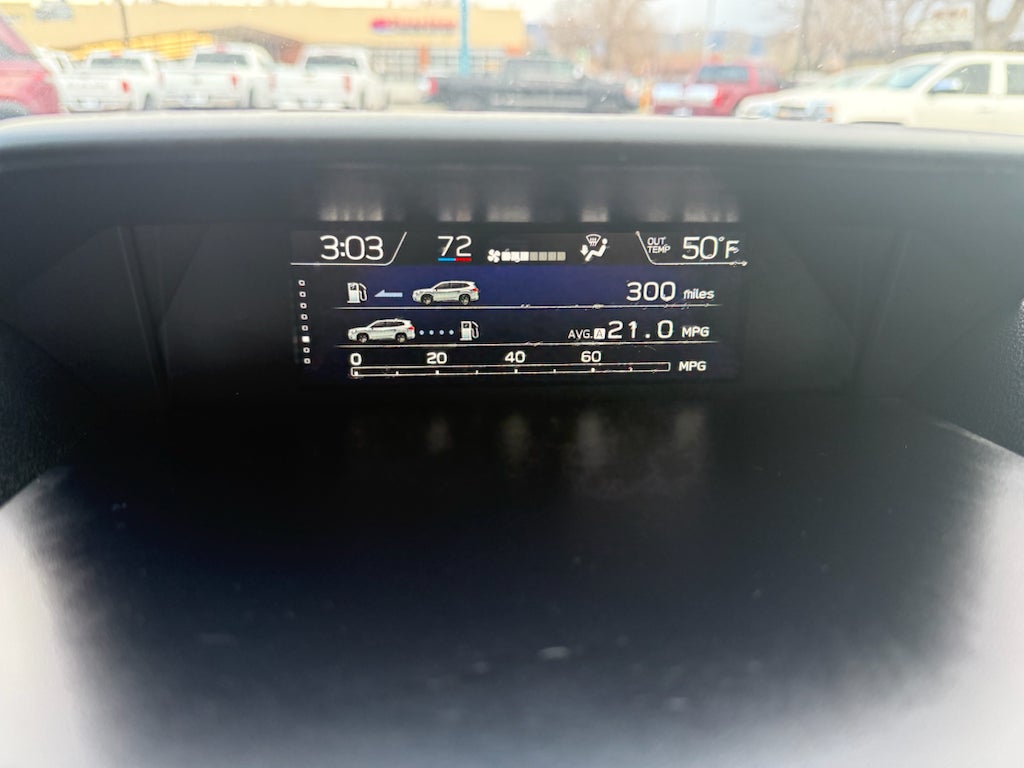 3:03 72 OUT TEMP 50°F
300 miles
AVG. A 21.0 MPG
0 20 40 60 MPG